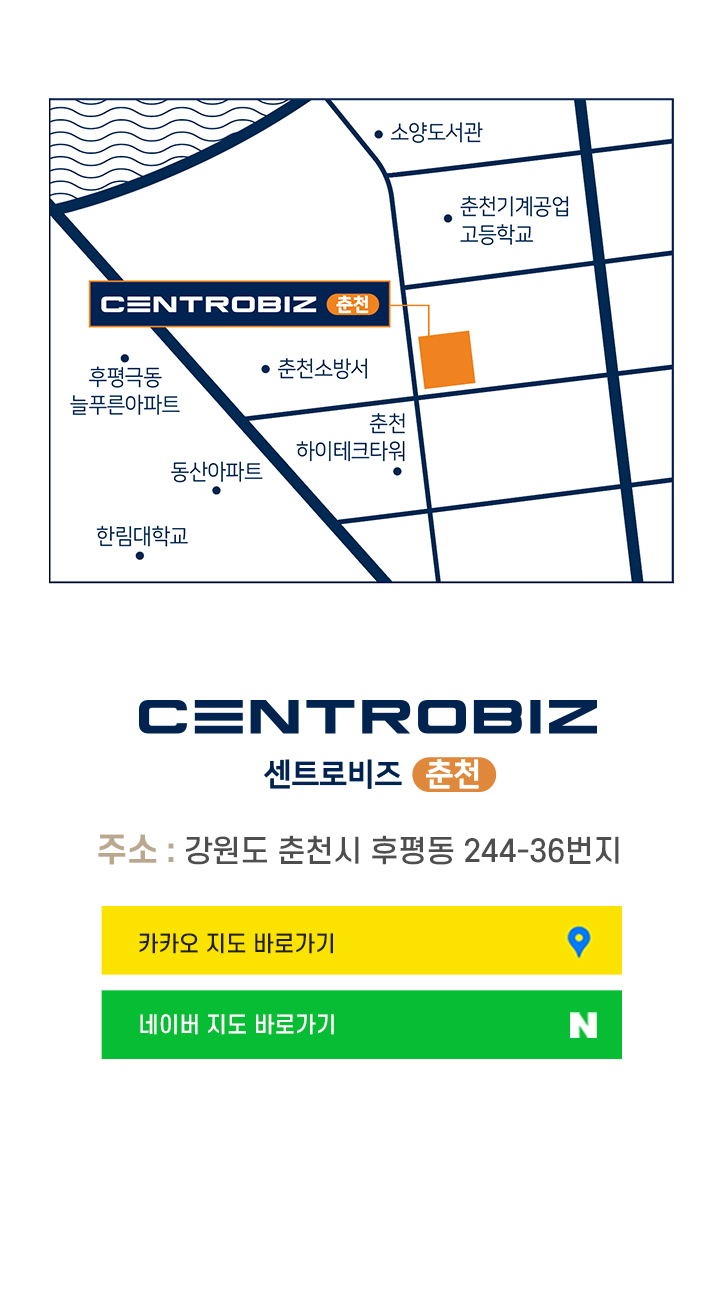 소양도서관
춘천기계공업
고등학교
CENTROBIZ 춘천
후평극동
늘푸른아파트
춘천소방서
춘천
하이테크타워
동산아파트
한림대학교
CENTROBIZ
센트로비즈 춘천
주소 : 강원도 춘천시 후평동 244-36번지
카카오 지도 바로가기
네이버 지도 바로가기 N